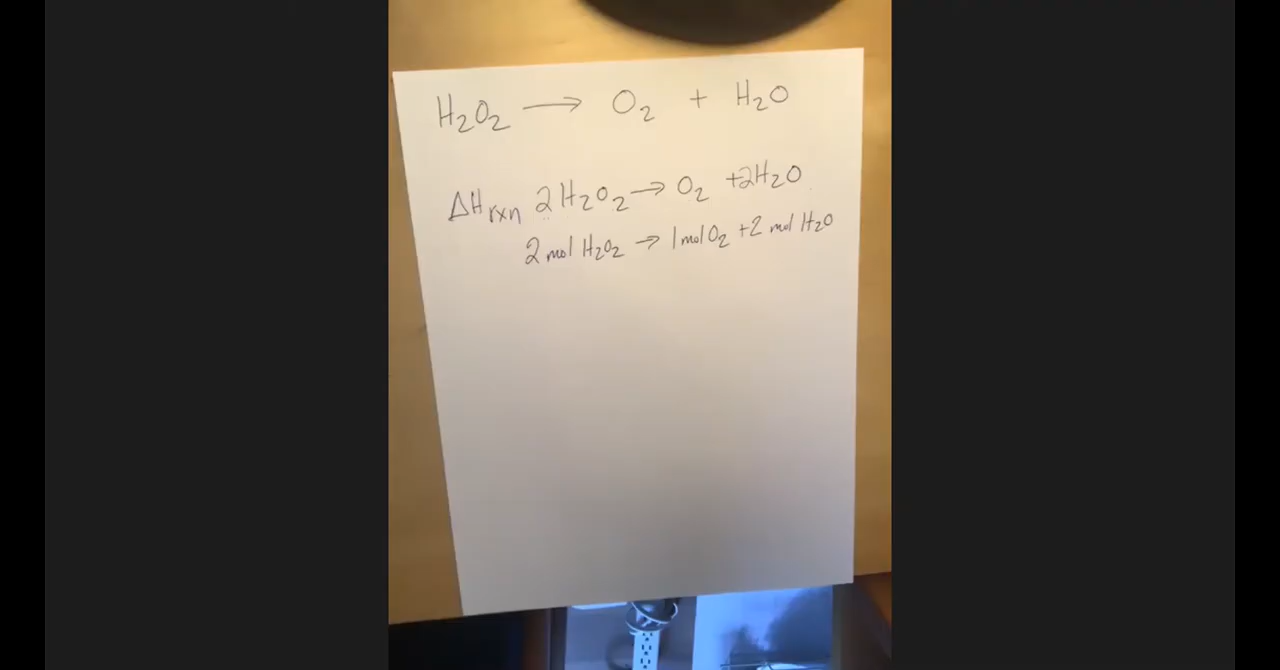 H₂O₂ → O₂ + H₂O
ΔHrxn 2H₂O₂ → O₂ + 2H₂O
2 mol H₂O₂ → 1 mol O₂ + 2 mol H₂O